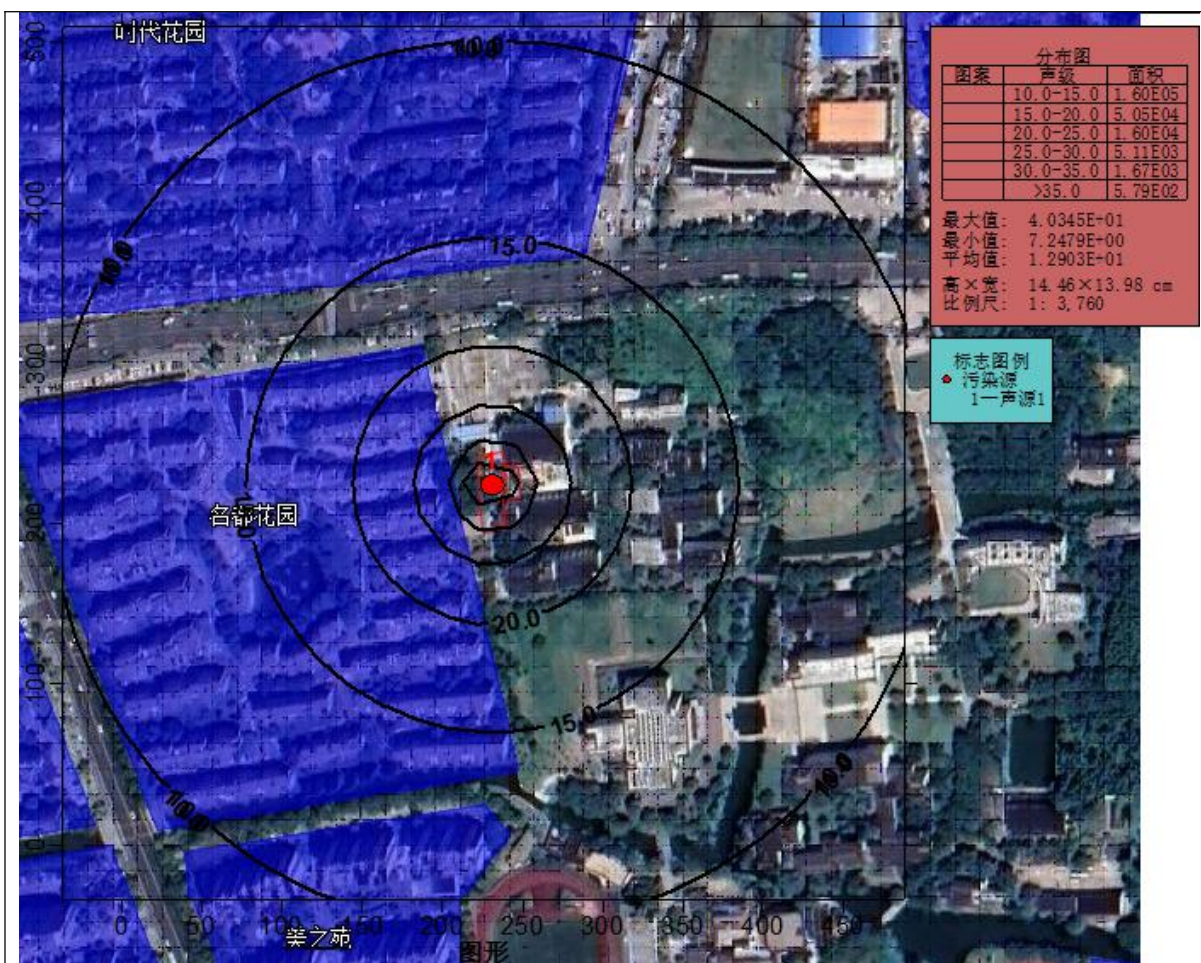 时代花园
10.0
分布图
图案 声级 面积
10.0-15.0 1.60E05
15.0-20.0 5.05E04
20.0-25.0 1.60E04
25.0-30.0 5.11E03
30.0-35.0 1.67E03
>35.0 5.79E02
最大值: 4.0345E+01
最小值: 7.2479E+00
平均值: 1.2903E+01
高×宽: 14.46×13.98 cm
比例尺: 1: 3,760
标志图例
污染源
1—声源1
400
10.0
15.0
300
1
200
名都花园
20.0
100
15.0
10.0
10.0
0
0 50 100 150 200 250 300 350 400 450
美之苑
图形